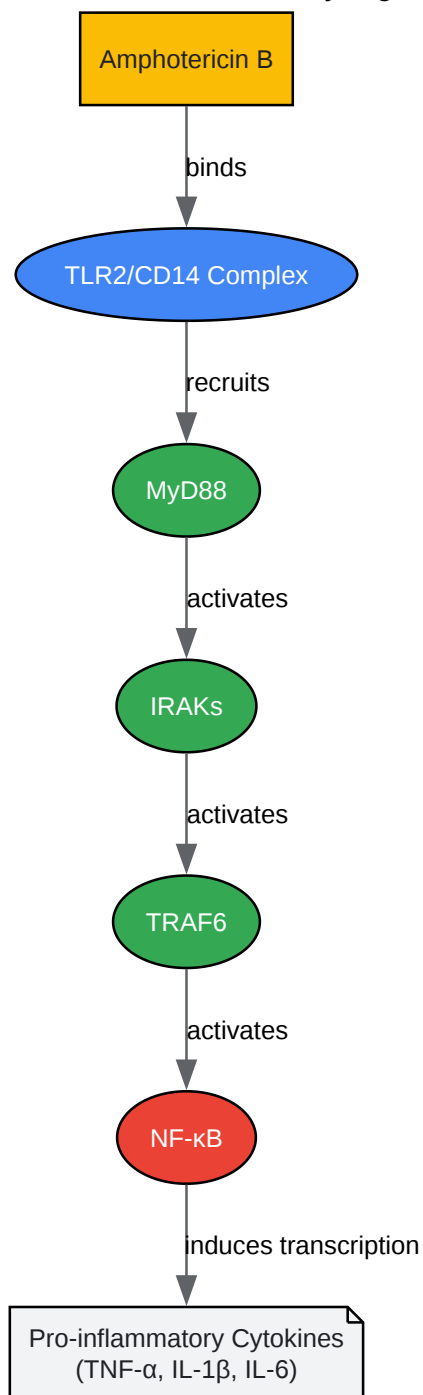 Amphotericin B
binds
TLR2/CD14 Complex
recruits
MyD88
activates
IRAKs
activates
TRAF6
activates
NF-κB
induces transcription
Pro-inflammatory Cytokines
(TNF-α, IL-1β, IL-6)